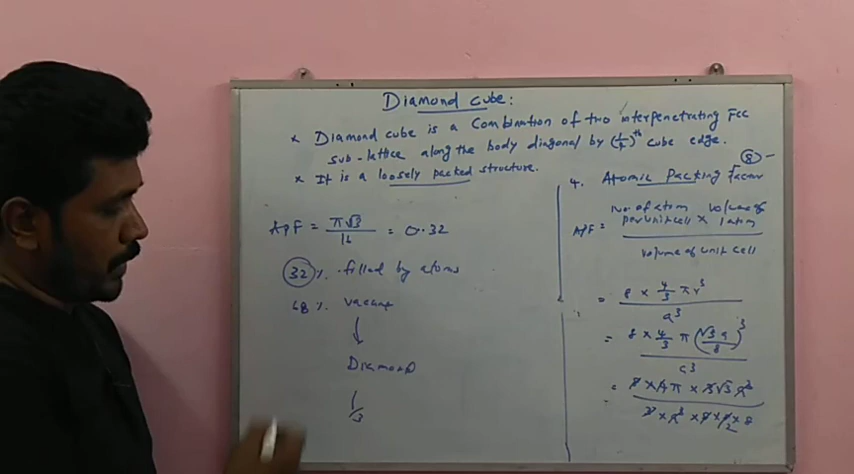 Diamond cube:
* Diamond cube is a combination of two interpenetrating Fcc
sub-lattice along the body diagonal by (1/4)th cube edge.
* It is a loosely packed structure.
APF = π√3/16 = 0.32
32 % filled by atoms
68 % vacant
↓
Diamond
1/3
8 -
4. Atomic Packing Factor
APF = No. of atom per unit cell × volume of 1 atom / volume of unit cell
= 8 × 4/3 πr³ / a³
= 8 × 4/3 π (√3 a/8)³ / a³
= 8 × 4 π × 3√3 a³ / 3 × a³ × 8 × 8 × 8